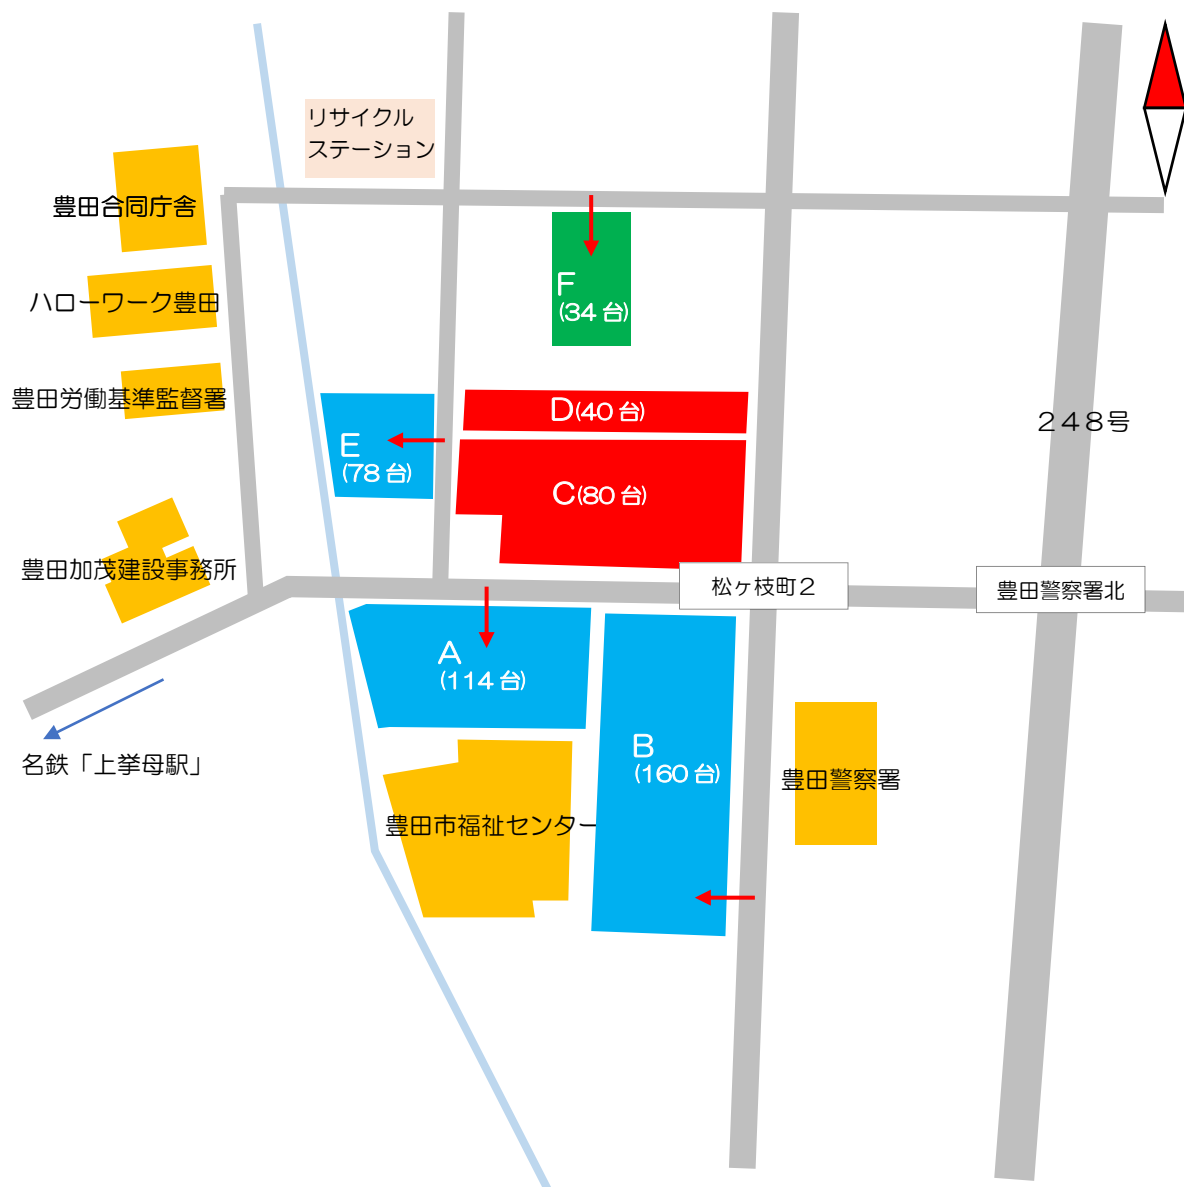 リサイクル
ステーション
豊田合同庁舎
F
(34台)
ハローワーク豊田
豊田労働基準監督署
D(40台)
248号
E
(78台)
C(80台)
豊田加茂建設事務所
松ヶ枝町2
豊田警察署北
A
(114台)
名鉄「上挙母駅」
B
(160台)
豊田警察署
豊田市福祉センター